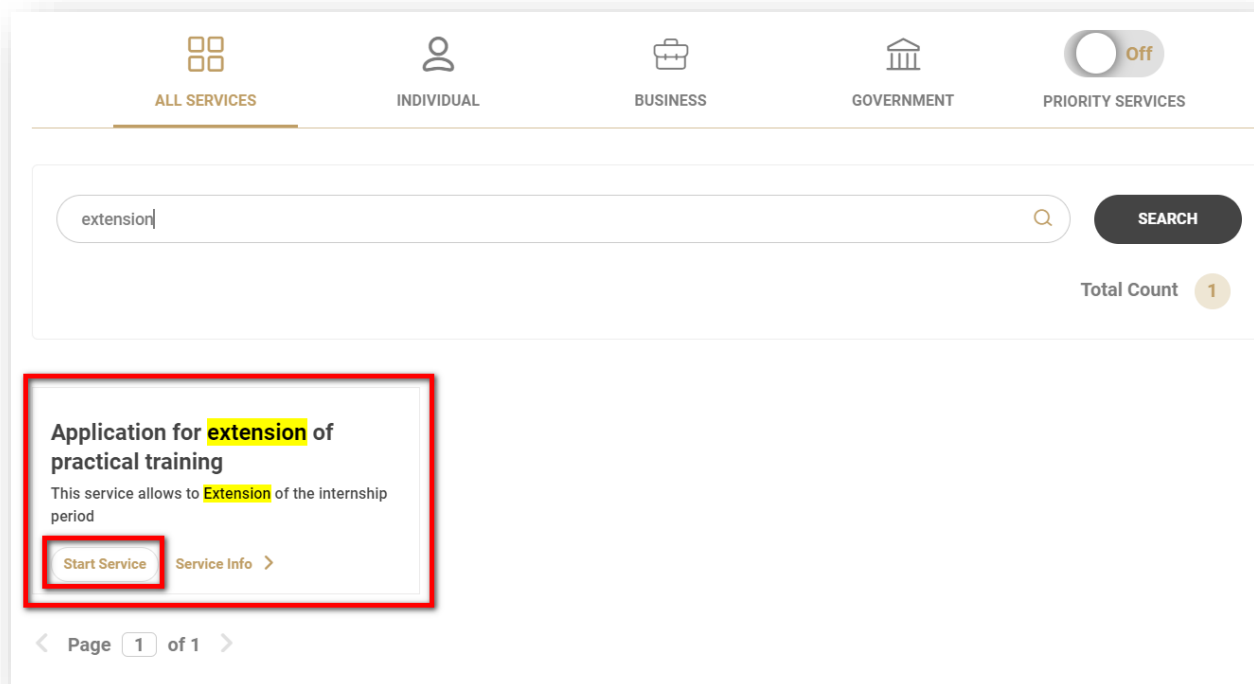 Off
ALL SERVICES
INDIVIDUAL
BUSINESS
GOVERNMENT
PRIORITY SERVICES
extension
SEARCH
Total Count 1
Application for extension of
practical training
This service allows to Extension of the internship
period
Start Service
Service Info
Page 1 of 1